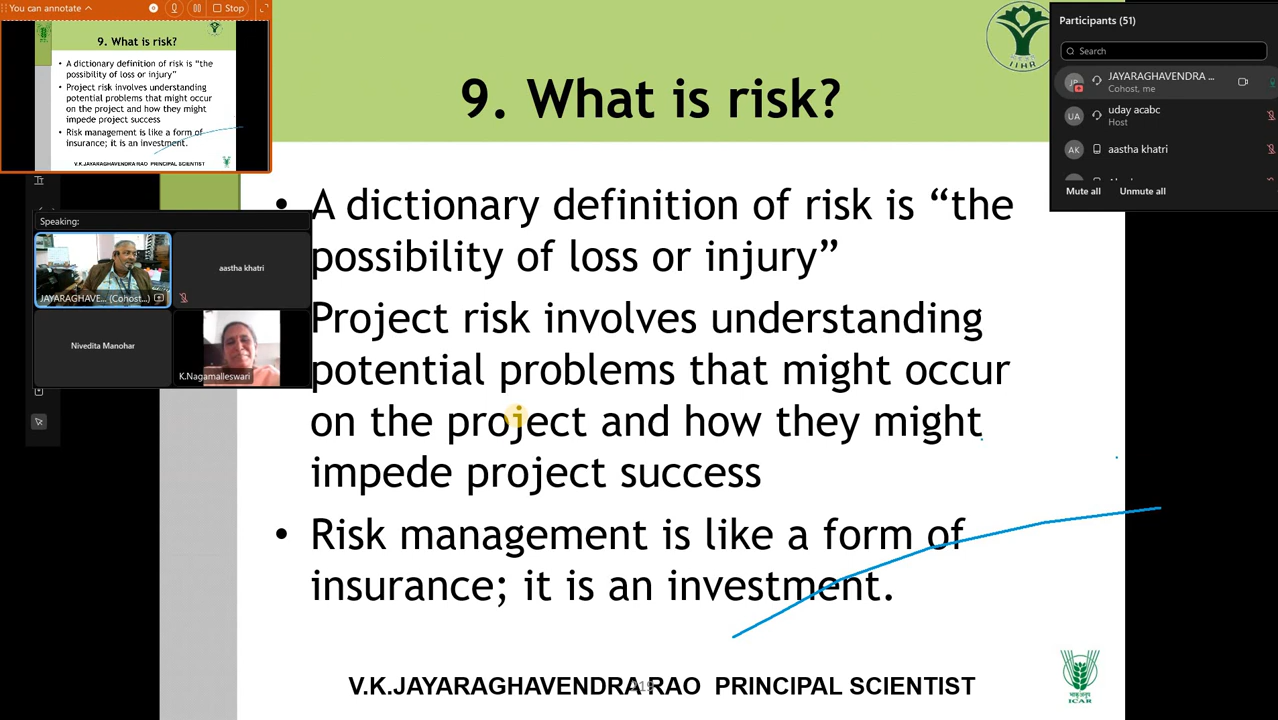 You can annotate
Stop
9. What is risk?
• A dictionary definition of risk is “the
possibility of loss or injury”
• Project risk involves understanding
potential problems that might occur
on the project and how they might
impede project success
• Risk management is like a form of
insurance; it is an investment.
V.K.JAYARAGHAVENDRA RAO PRINCIPAL SCIENTIST
Speaking:
JAYARAGHAVE... (Cohost...)
aastha khatri
Nivedita Manohar
K.Nagamalleswari
IIHR
9. What is risk?
• A dictionary definition of risk is “the
possibility of loss or injury”
Project risk involves understanding
potential problems that might occur
on the project and how they might
impede project success
• Risk management is like a form of
insurance; it is an investment.
V.K.JAYARAGHAVENDRA RAO PRINCIPAL SCIENTIST
ICAR
Participants (51)
Search
JP
JAYARAGHAVENDRA ...
Cohost, me
UA
uday acabc
Host
AK
aastha khatri
Mute all
Unmute all